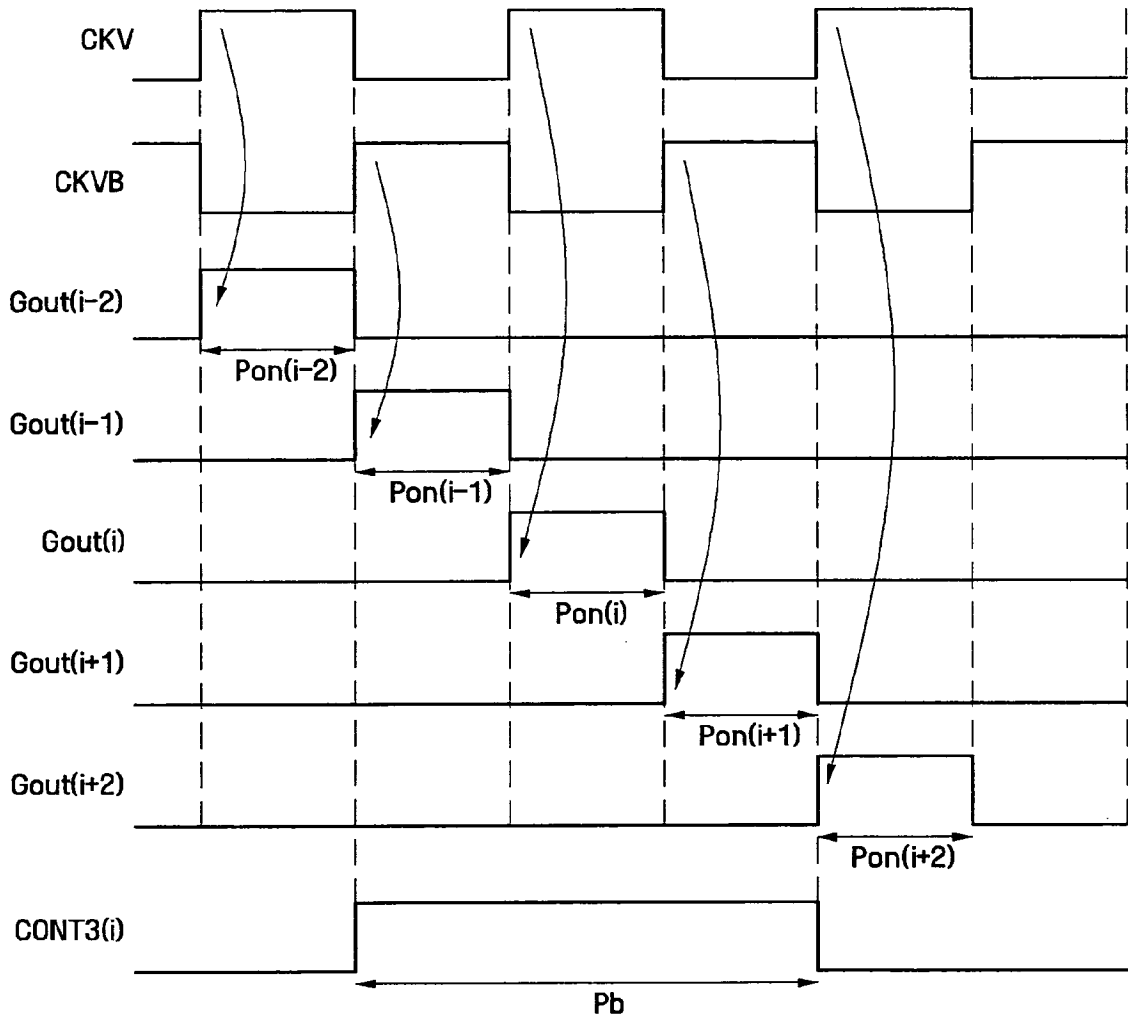 CKV
CKVB
Gout(i-2)
Pon(i-2)
Gout(i-1)
Pon(i-1)
Gout(i)
Pon(i)
Gout(i+1)
Pon(i+1)
Gout(i+2)
Pon(i+2)
CONT3(i)
Pb